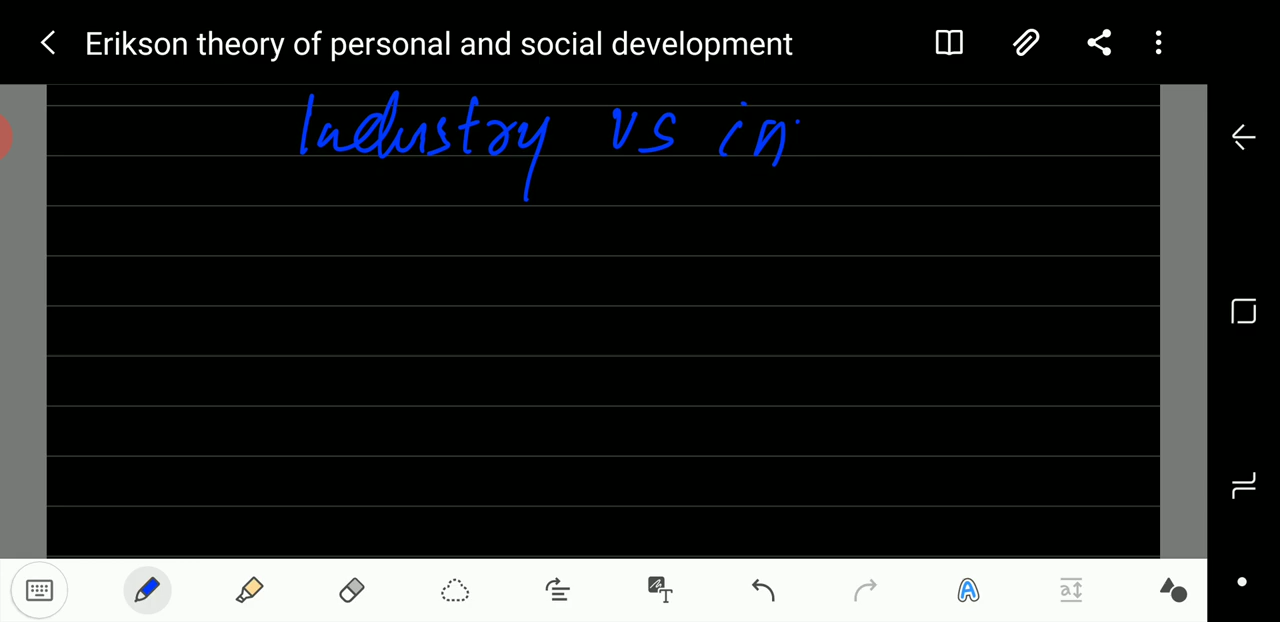 Erikson theory of personal and social development
Industry vs in